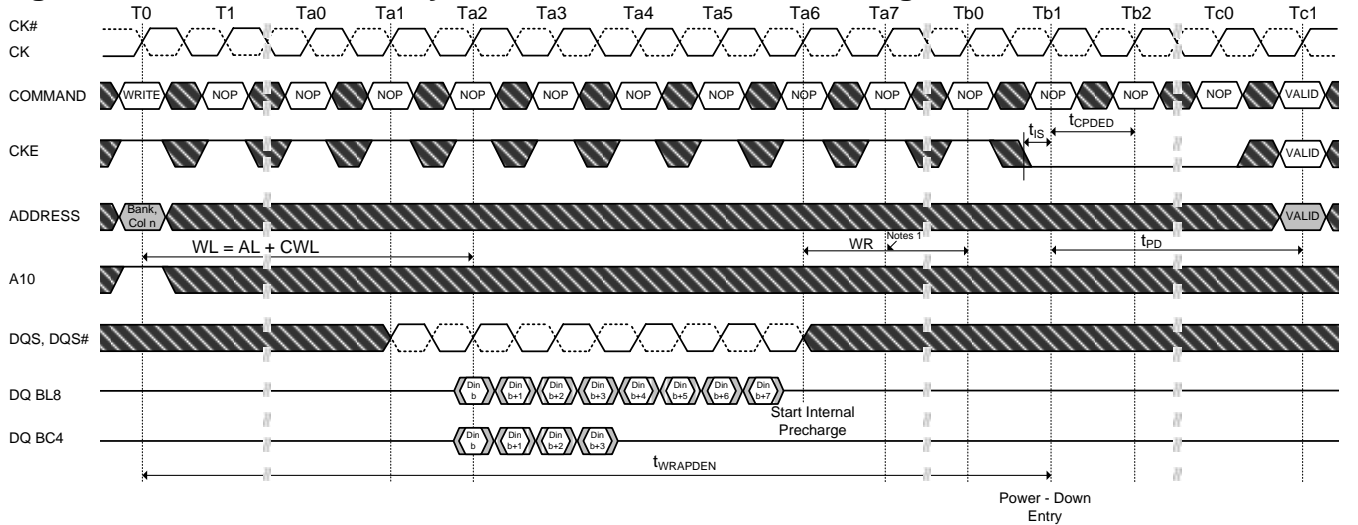 T0 T1 Ta0 Ta1 Ta2 Ta3 Ta4 Ta5 Ta6 Ta7 Tb0 Tb1 Tb2 Tc0 Tc1
CK#
CK
COMMAND WRITE NOP NOP NOP NOP NOP NOP NOP NOP NOP NOP NOP NOP NOP VALID
tIS tCPDED
CKE VALID
ADDRESS Bank, Col n VALID
WL = AL + CWL WR Notes 1 tPD
A10
DQS, DQS#
DQ BL8 Din b Din b+1 Din b+2 Din b+3 Din b+4 Din b+5 Din b+6 Din b+7
Start Internal
Precharge
DQ BC4 Din b Din b+1 Din b+2 Din b+3
tWRAPDEN
Power - Down
Entry